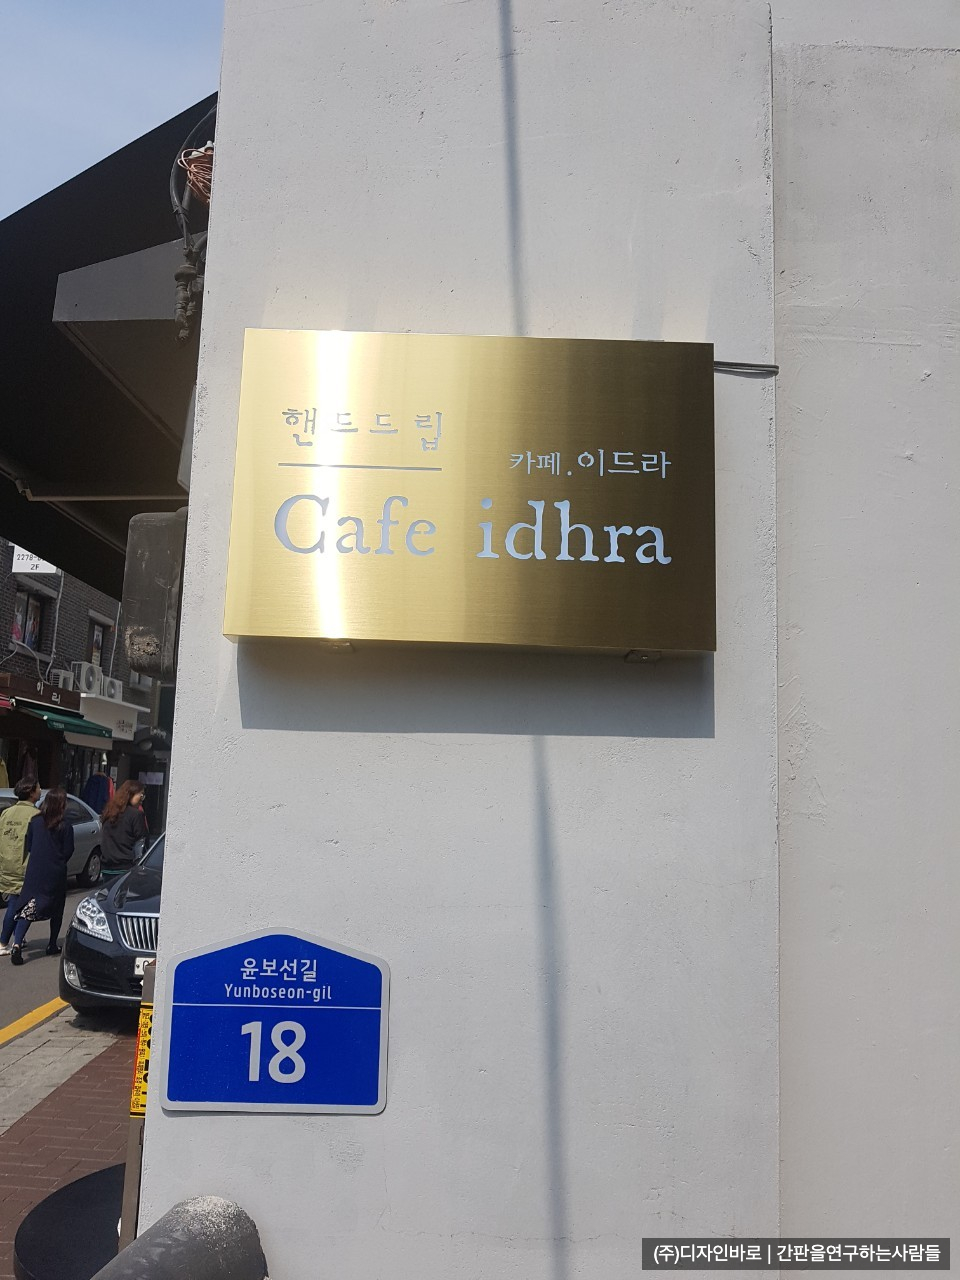 핸드드립
카페.이드라
Cafe idhra
윤보선길
Yunboseon-gil
18
2F
(주)디자인바로 | 간판을연구하는사람들